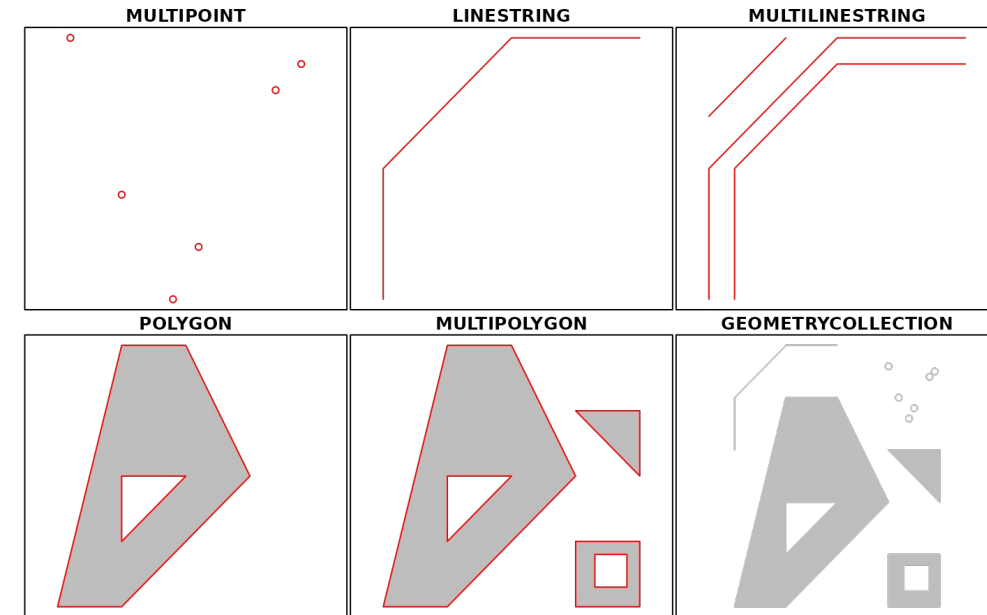 MULTIPOINT
LINESTRING
MULTILINESTRING
POLYGON
MULTIPOLYGON
GEOMETRYCOLLECTION